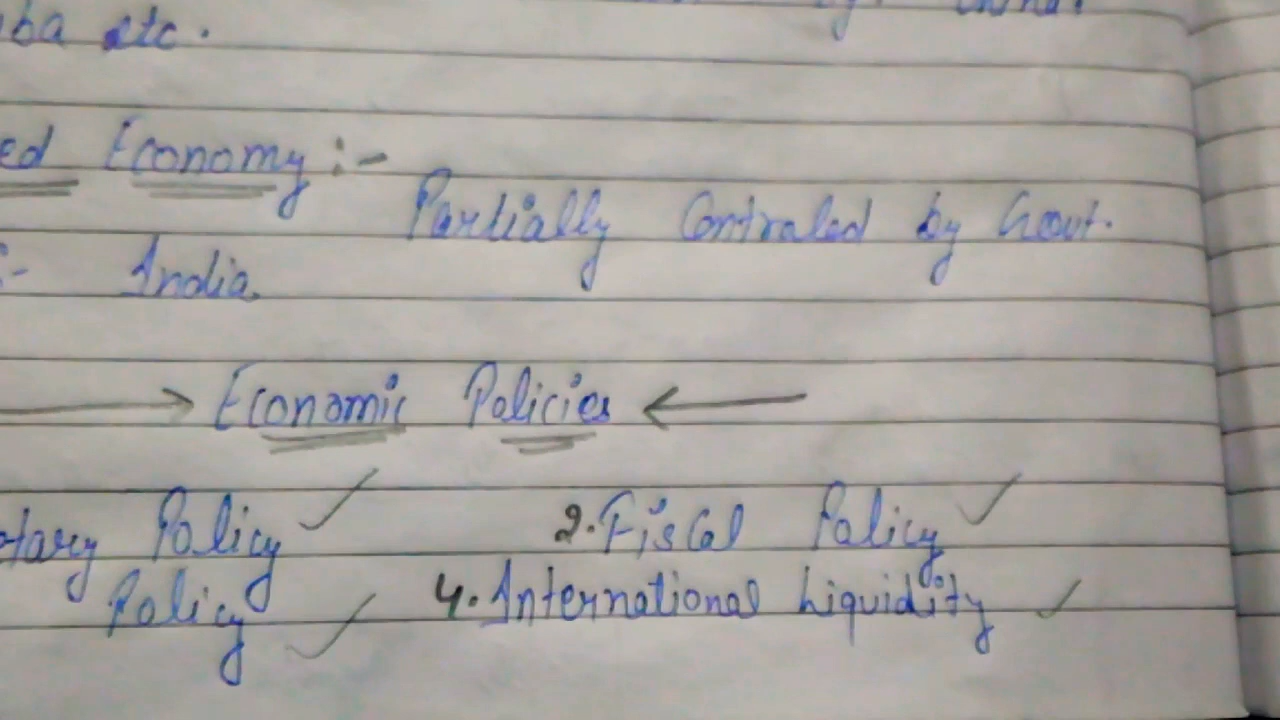 ba etc.
ed Economy :-
Partially Controled by Govt.
:- India.
→ Economic Policies ←
tary Policy ✓ 2. Fiscal Policy ✓
Policy ✓ 4. International Liquidity ✓